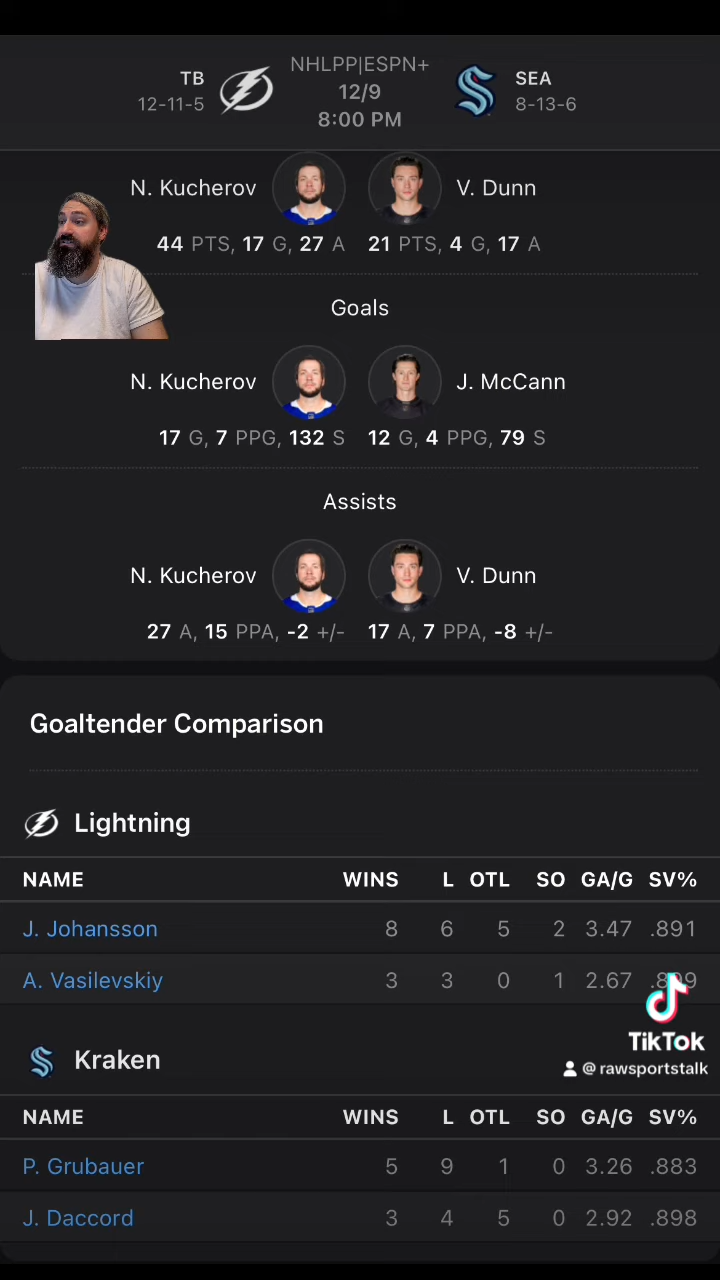 NHLPP|ESPN+
TB 12/9 SEA
12-11-5 8:00 PM 8-13-6
N. Kucherov V. Dunn
44 PTS, 17 G, 27 A 21 PTS, 4 G, 17 A
Goals
N. Kucherov J. McCann
17 G, 7 PPG, 132 S 12 G, 4 PPG, 79 S
Assists
N. Kucherov V. Dunn
27 A, 15 PPA, -2 +/- 17 A, 7 PPA, -8 +/-
Goaltender Comparison
Lightning
NAME WINS L OTL SO GA/G SV%
J. Johansson 8 6 5 2 3.47 .891
A. Vasilevskiy 3 3 0 1 2.67
TikTok
@rawsportstalk
Kraken
NAME WINS L OTL SO GA/G SV%
P. Grubauer 5 9 1 0 3.26 .883
J. Daccord 3 4 5 0 2.92 .898